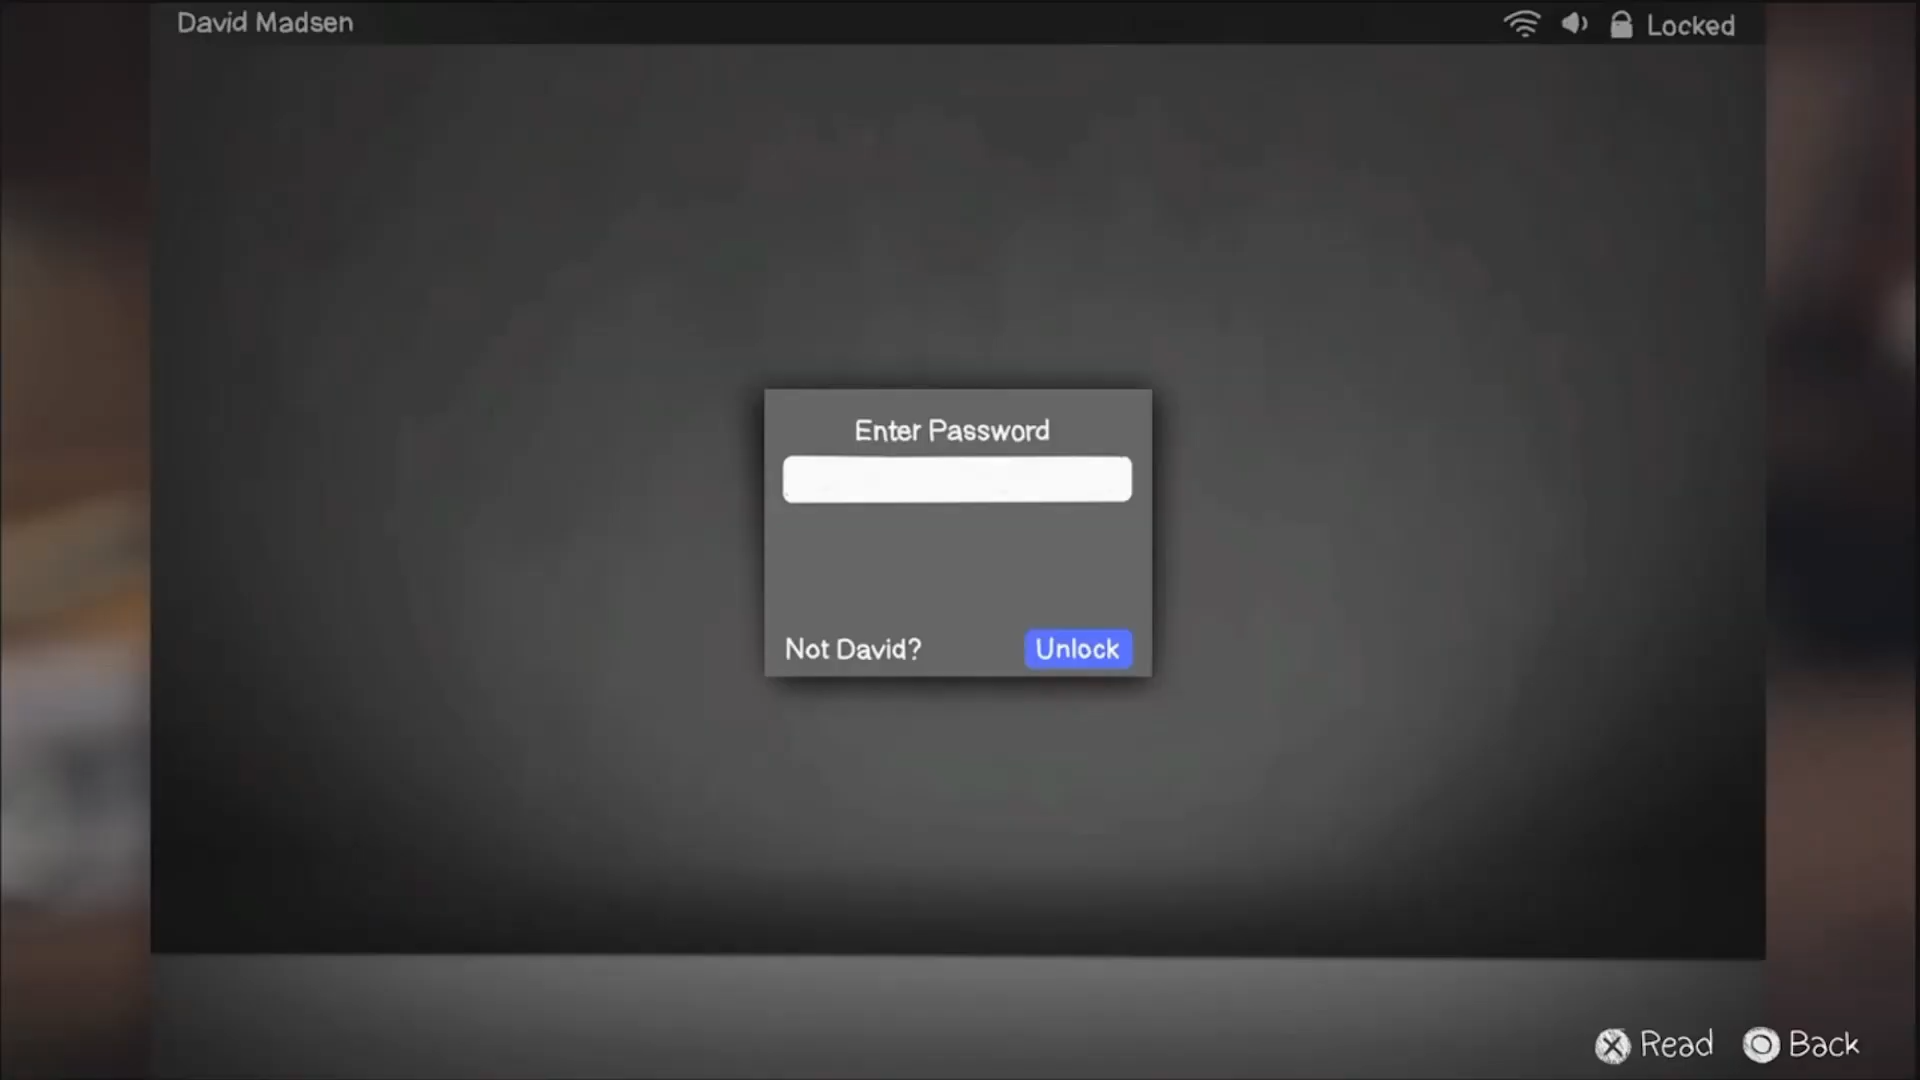 David Madsen
Locked
Enter Password
Not David?
Unlock
Read
Back